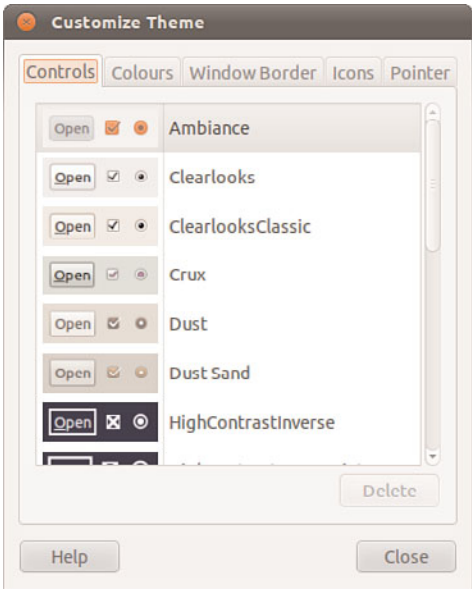 Customize Theme
Controls Colours Window Border Icons Pointer
Open Ambiance
Open Clearlooks
Open ClearlooksClassic
Open Crux
Open Dust
Open Dust Sand
Open HighContrastInverse
Delete
Help Close